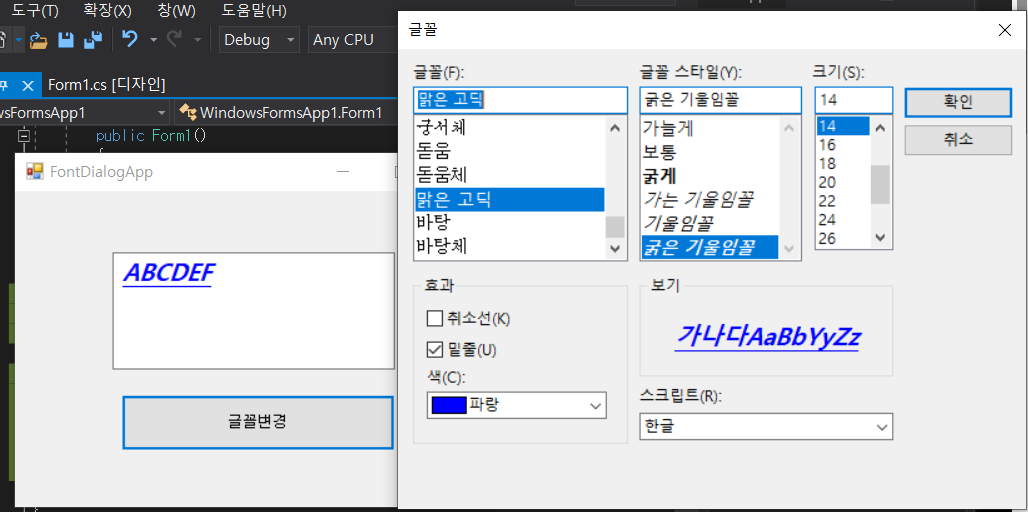 도구(T) 확장(X) 창(W) 도움말(H)
Debug Any CPU
Form1.cs [디자인]
wsFormsApp1 WindowsFormsApp1.Form1
public Form1()
FontDialogApp
ABCDEF
글꼴변경
글꼴
글꼴(F):
맑은 고딕
궁서체
돋움
돋움체
맑은 고딕
바탕
바탕체
글꼴 스타일(Y):
굵은 기울임꼴
가늘게
보통
굵게
가는 기울임꼴
기울임꼴
굵은 기울임꼴
크기(S):
14
14
16
18
20
22
24
26
확인
취소
효과
취소선(K)
밑줄(U)
색(C):
파랑
보기
가나다AaBbYyZz
스크립트(R):
한글